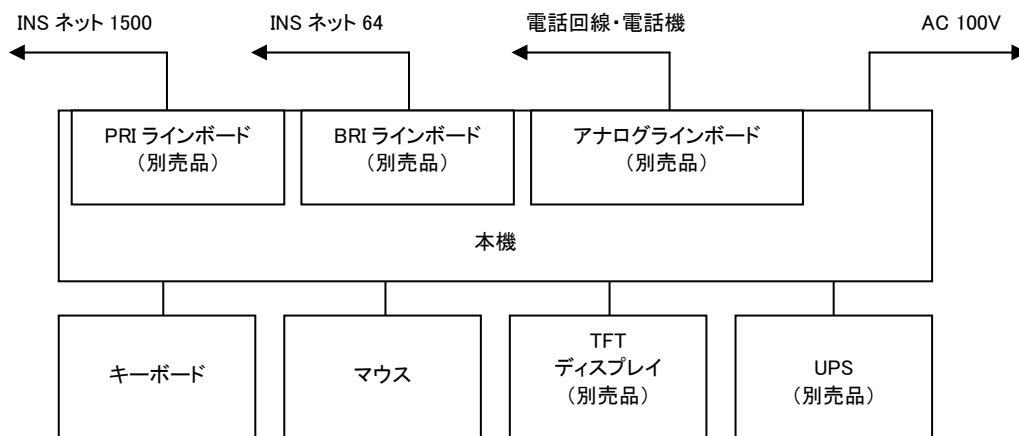 INS ネット 1500
INS ネット 64
電話回線・電話機
AC 100V
PRI ラインボード
（別売品）
BRI ラインボード
（別売品）
アナログラインボード
（別売品）
本機
キーボード
マウス
TFT
ディスプレイ
（別売品）
UPS
（別売品）